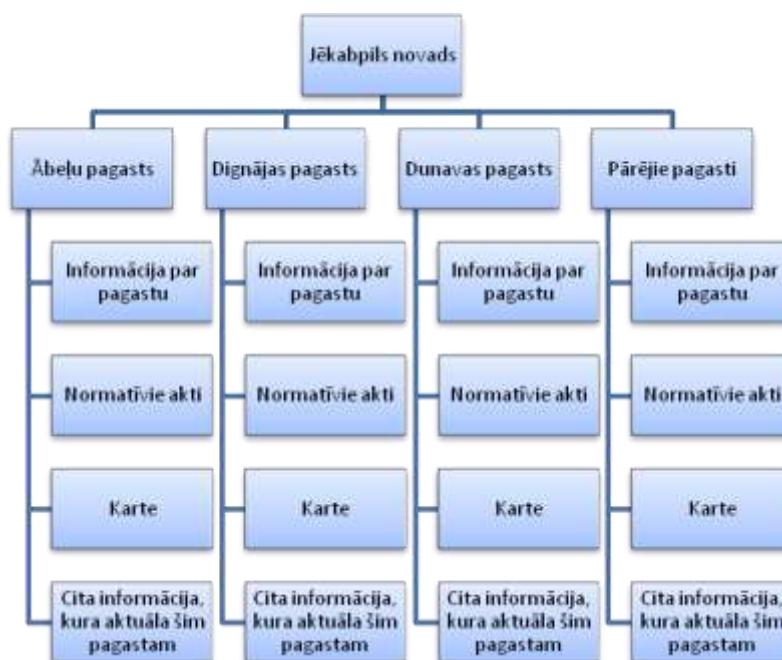 Jēkabpils novads
Ābeļu pagasts
Dignājas pagasts
Dunavas pagasts
Pārējie pagasti
Informācija par
pagastu
Informācija par
pagastu
Informācija par
pagastu
Informācija par
pagastu
Normatīvie akti
Normatīvie akti
Normatīvie akti
Normatīvie akti
Karte
Karte
Karte
Karte
Cita informācija,
kura aktuāla šim
pagastam
Cita informācija,
kura aktuāla šim
pagastam
Cita informācija,
kura aktuāla šim
pagastam
Cita informācija,
kura aktuāla šim
pagastam